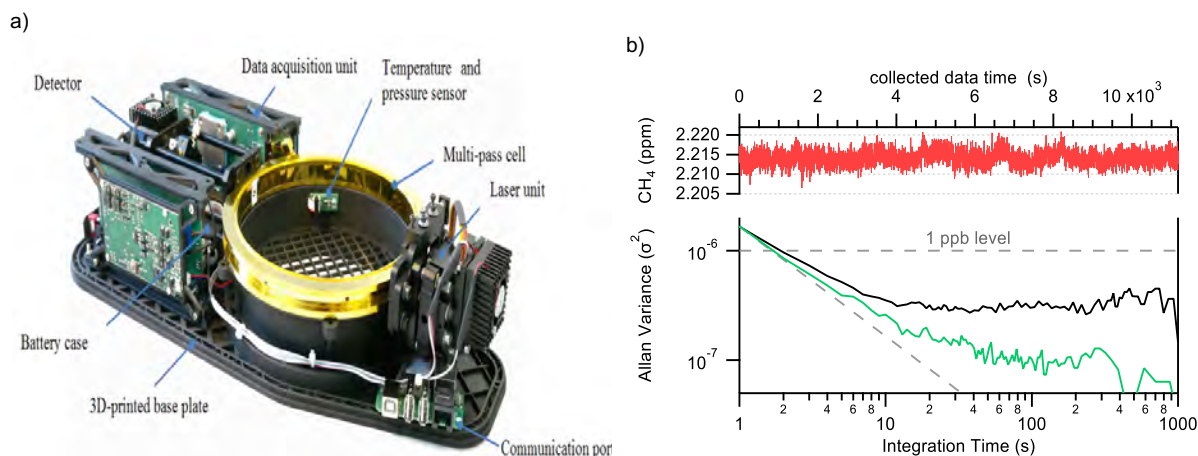 a)
Detector
Data acquisition unit
Temperature and
pressure sensor
Multi-pass cell
Laser unit
Battery case
3D-printed base plate
Communication port
b)
collected data time (s)
0 2 4 6 8 10 x10³
CH₄ (ppm)
2.220
2.215
2.210
2.205
Allan Variance (σ²)
10⁻⁶
10⁻⁷
1 ppb level
1 2 4 6 8 10 2 4 6 8 100 2 4 6 8 1000
Integration Time (s)